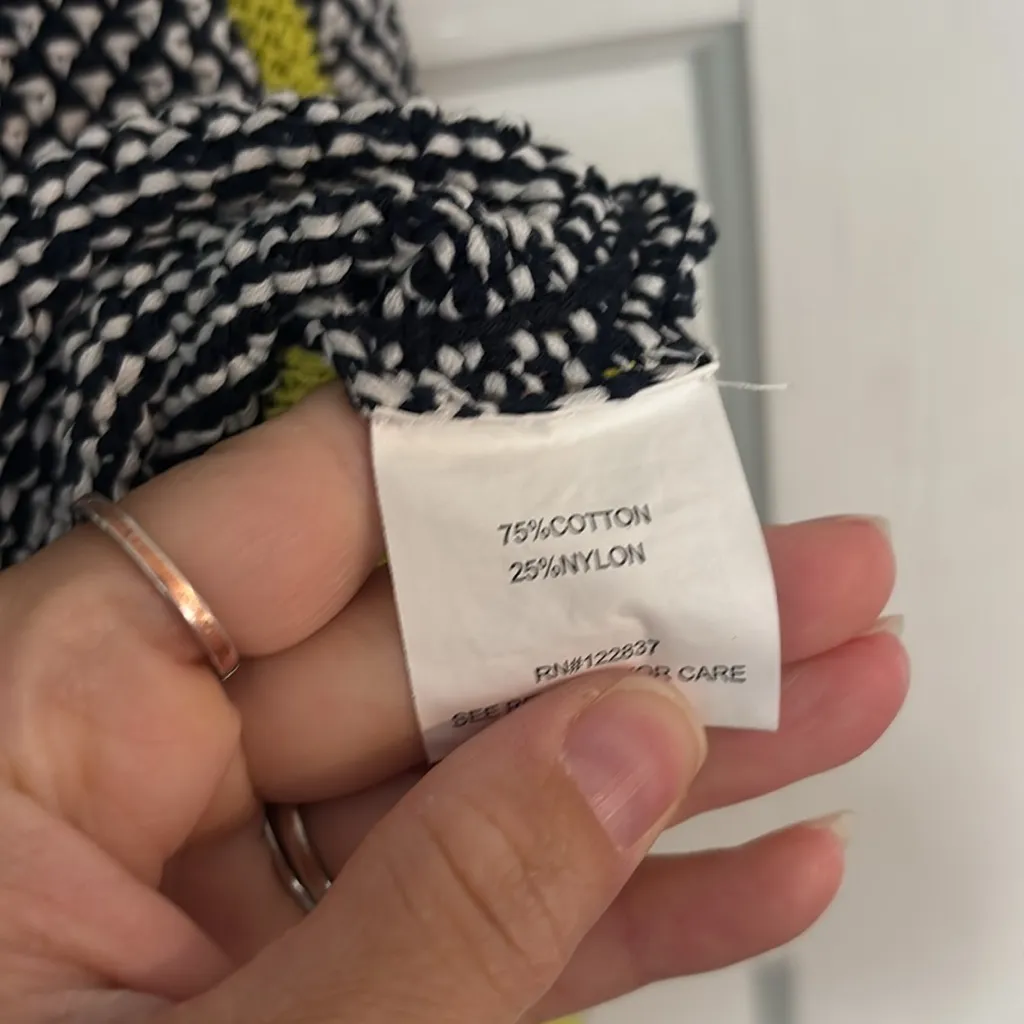 75%COTTON
25%NYLON
RN#122837
SEE OR CARE